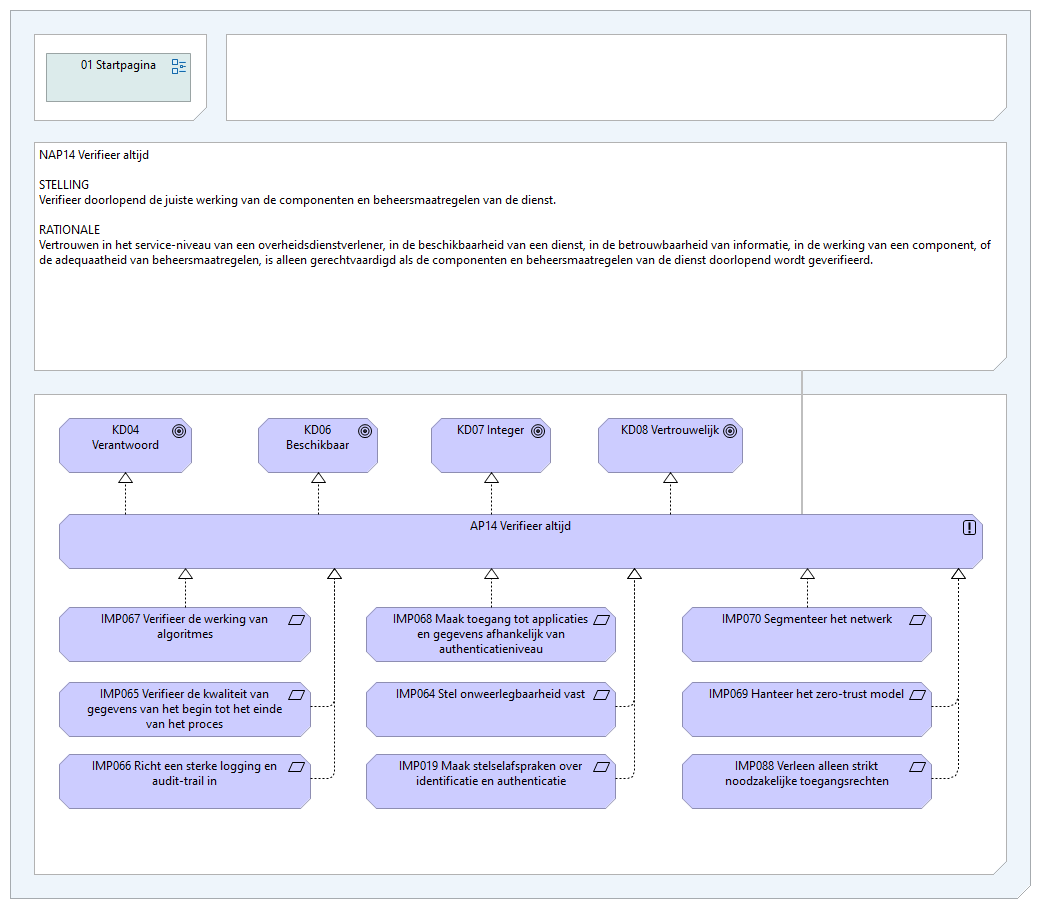 01 Startpagina
NAP14 Verifieer altijd
STELLING
Verifieer doorlopend de juiste werking van de componenten en beheersmaatregelen van de dienst.
RATIONALE
Vertrouwen in het service-niveau van een overheidsdienstverlener, in de beschikbaarheid van een dienst, in de betrouwbaarheid van informatie, in de werking van een component, of
de adequaatheid van beheersmaatregelen, is alleen gerechtvaardigd als de componenten en beheersmaatregelen van de dienst doorlopend wordt geverifieerd.
KD04
Verantwoord
KD06
Beschikbaar
KD07 Integer
KD08 Vertrouwelijk
AP14 Verifieer altijd
IMP067 Verifieer de werking van
algoritmes
IMP068 Maak toegang tot applicaties
en gegevens afhankelijk van
authenticatieniveau
IMP070 Segmenteer het netwerk
IMP065 Verifieer de kwaliteit van
gegevens van het begin tot het einde
van het proces
IMP064 Stel onweerlegbaarheid vast
IMP069 Hanteer het zero-trust model
IMP066 Richt een sterke logging en
audit-trail in
IMP019 Maak stelselafspraken over
identificatie en authenticatie
IMP088 Verleen alleen strikt
noodzakelijke toegangsrechten